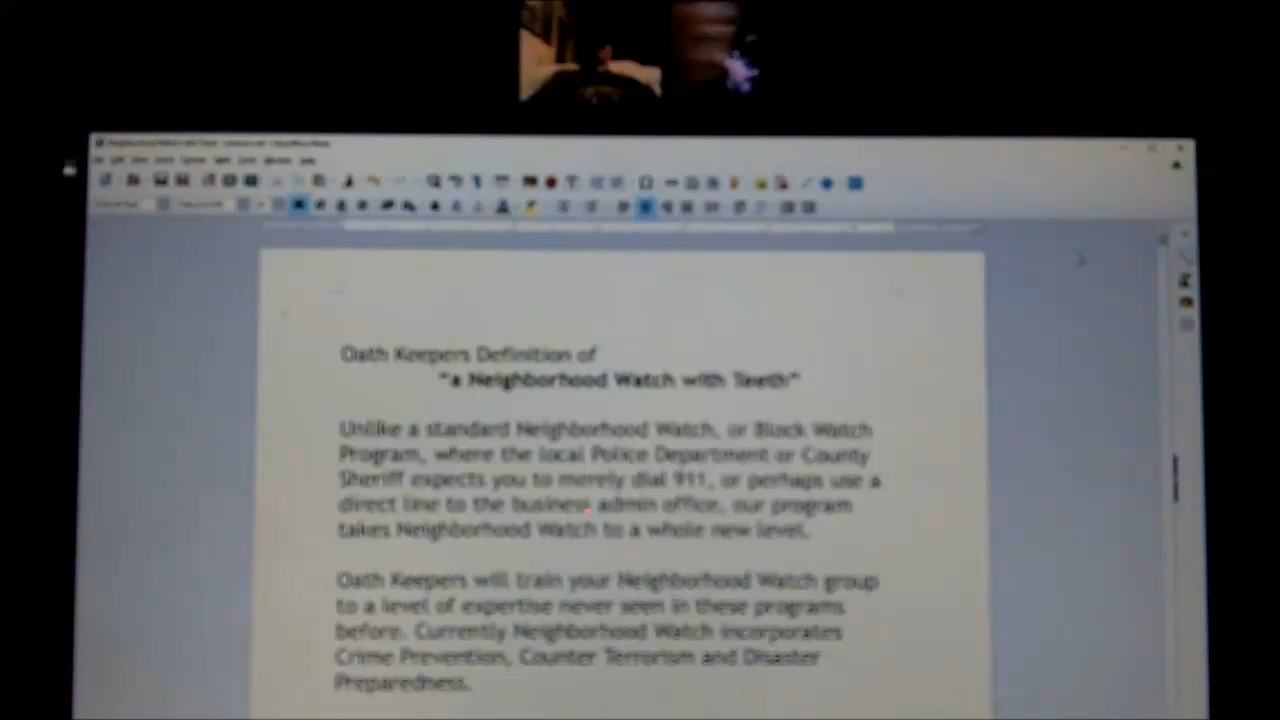 Oath Keepers Definition of
"a Neighborhood Watch with Teeth"
Unlike a standard Neighborhood Watch, or Block Watch
Program, where the local Police Department or County
Sheriff expects you to merely dial 911, or perhaps use a
direct line to the business admin office, our program
takes Neighborhood Watch to a whole new level.
Oath Keepers will train your Neighborhood Watch group
to a level of expertise never seen in these programs
before. Currently Neighborhood Watch incorporates
Crime Prevention, Counter Terrorism and Disaster
Preparedness.